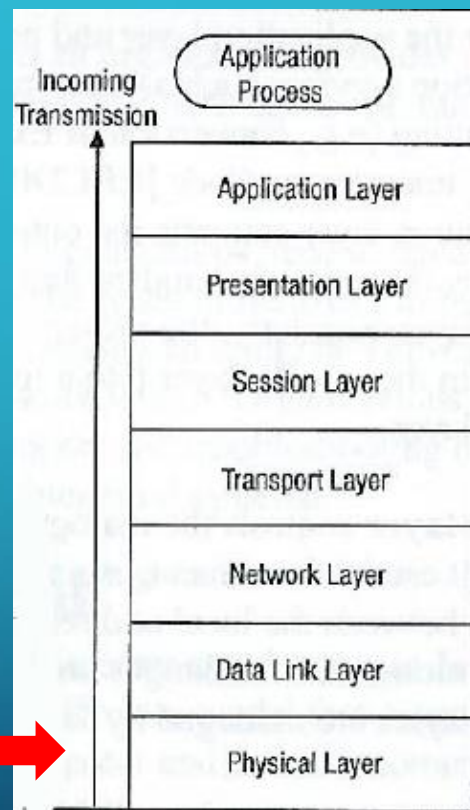 Application
Process
Incoming
Transmission
Application Layer
Presentation Layer
Session Layer
Transport Layer
Network Layer
Data Link Layer
Physical Layer